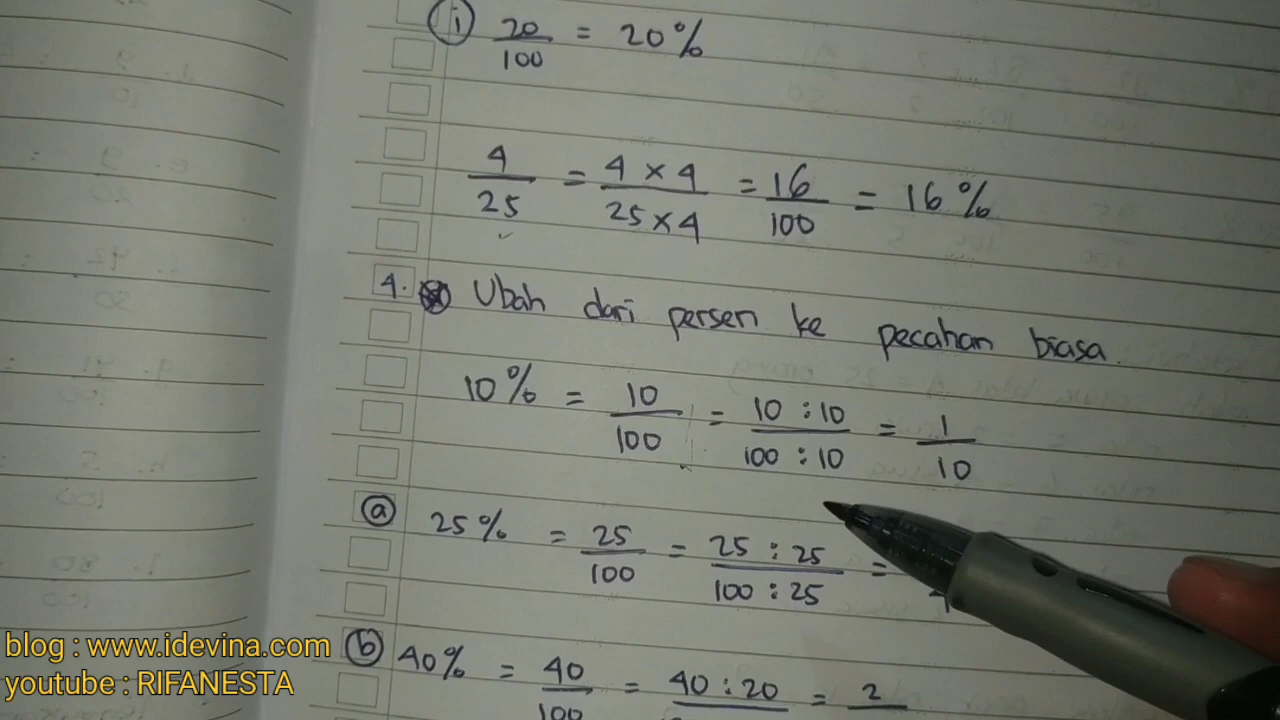 i 20/100 = 20%
4/25 = 4 x 4/25 x 4 = 16/100 = 16%
4. Ubah dari persen ke pecahan biasa.
10% = 10/100 = 10 : 10/100 : 10 = 1/10
a 25% = 25/100 = 25 : 25/100 : 25 =
b 40% = 40/100 = 40 : 20 = 2
blog : www.idevina.com
youtube : RIFANESTA